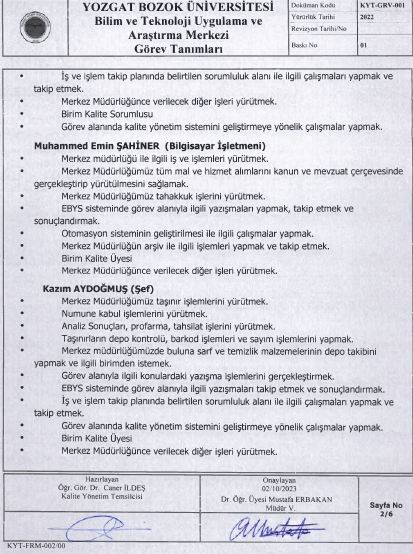 YOZGAT BOZOK ÜNİVERSİTESİ
Bilim ve Teknoloji Uygulama ve
Araştırma Merkezi
Görev Tanımları
Doküman Kodu KYT-GRV-001
Yürürlük Tarihi 2022
Revizyon Tarihi/No
Baskı No 01
• İş ve işlem takip planında belirtilen sorumluluk alanı ile ilgili çalışmaları yapmak ve
takip etmek.
• Merkez Müdürlüğünce verilecek diğer işleri yürütmek.
• Birim Kalite Sorumlusu
• Görev alanında kalite yönetim sistemini geliştirmeye yönelik çalışmalar yapmak.
Muhammed Emin ŞAHİNER (Bilgisayar İşletmeni)
• Merkez müdürlüğü ile ilgili iş ve işlemleri yürütmek.
• Merkez Müdürlüğümüz tüm mal ve hizmet alımlarını kanun ve mevzuat çerçevesinde
gerçekleştirip yürütülmesini sağlamak.
• Merkez Müdürlüğümüz tahakkuk işlerini yürütmek.
• EBYS sisteminde görev alanıyla ilgili yazışmaları yapmak, takip etmek ve
sonuçlandırmak.
• Otomasyon sisteminin geliştirilmesi ile ilgili çalışmalar yapmak.
• Merkez Müdürlüğün arşiv ile ilgili işlemleri yapmak ve takip etmek.
• Birim Kalite Üyesi
• Merkez Müdürlüğünce verilecek diğer işleri yürütmek.
Kazım AYDOĞMUŞ (Şef)
• Merkez Müdürlüğümüz taşınır işlemlerini yürütmek.
• Numune kabul işlemlerini yürütmek.
• Analiz Sonuçları, profarma, tahsilat işlerini yürütmek.
• Taşınırların depo kontrolü, barkod işlemleri ve sayım işlemlerini yapmak.
• Merkez müdürlüğümüzde buluna sarf ve temizlik malzemelerinin depo takibini
yapmak ve ilgili birimden istemek.
• Görev alanıyla ilgili konulardaki yazışma işlemlerini gerçekleştirmek.
• EBYS sisteminde görev alanıyla ilgili yazışmaları takip etmek ve sonuçlandırmak.
• İş ve işlem takip planında belirtilen sorumluluk alanı ile ilgili çalışmaları yapmak ve
takip etmek.
• Görev alanında kalite yönetim sistemini geliştirmeye yönelik çalışmalar yapmak.
• Birim Kalite Üyesi
• Merkez Müdürlüğünce verilecek diğer işleri yürütmek.
Hazırlayan
Öğr. Gör. Dr. Caner İLDEŞ
Kalite Yönetim Temsilcisi
Onaylayan
02/10/2023
Dr. Öğr. Üyesi Mustafa ERBAKAN
Müdür V.
Sayfa No
2/6
KYT-FRM-002/00